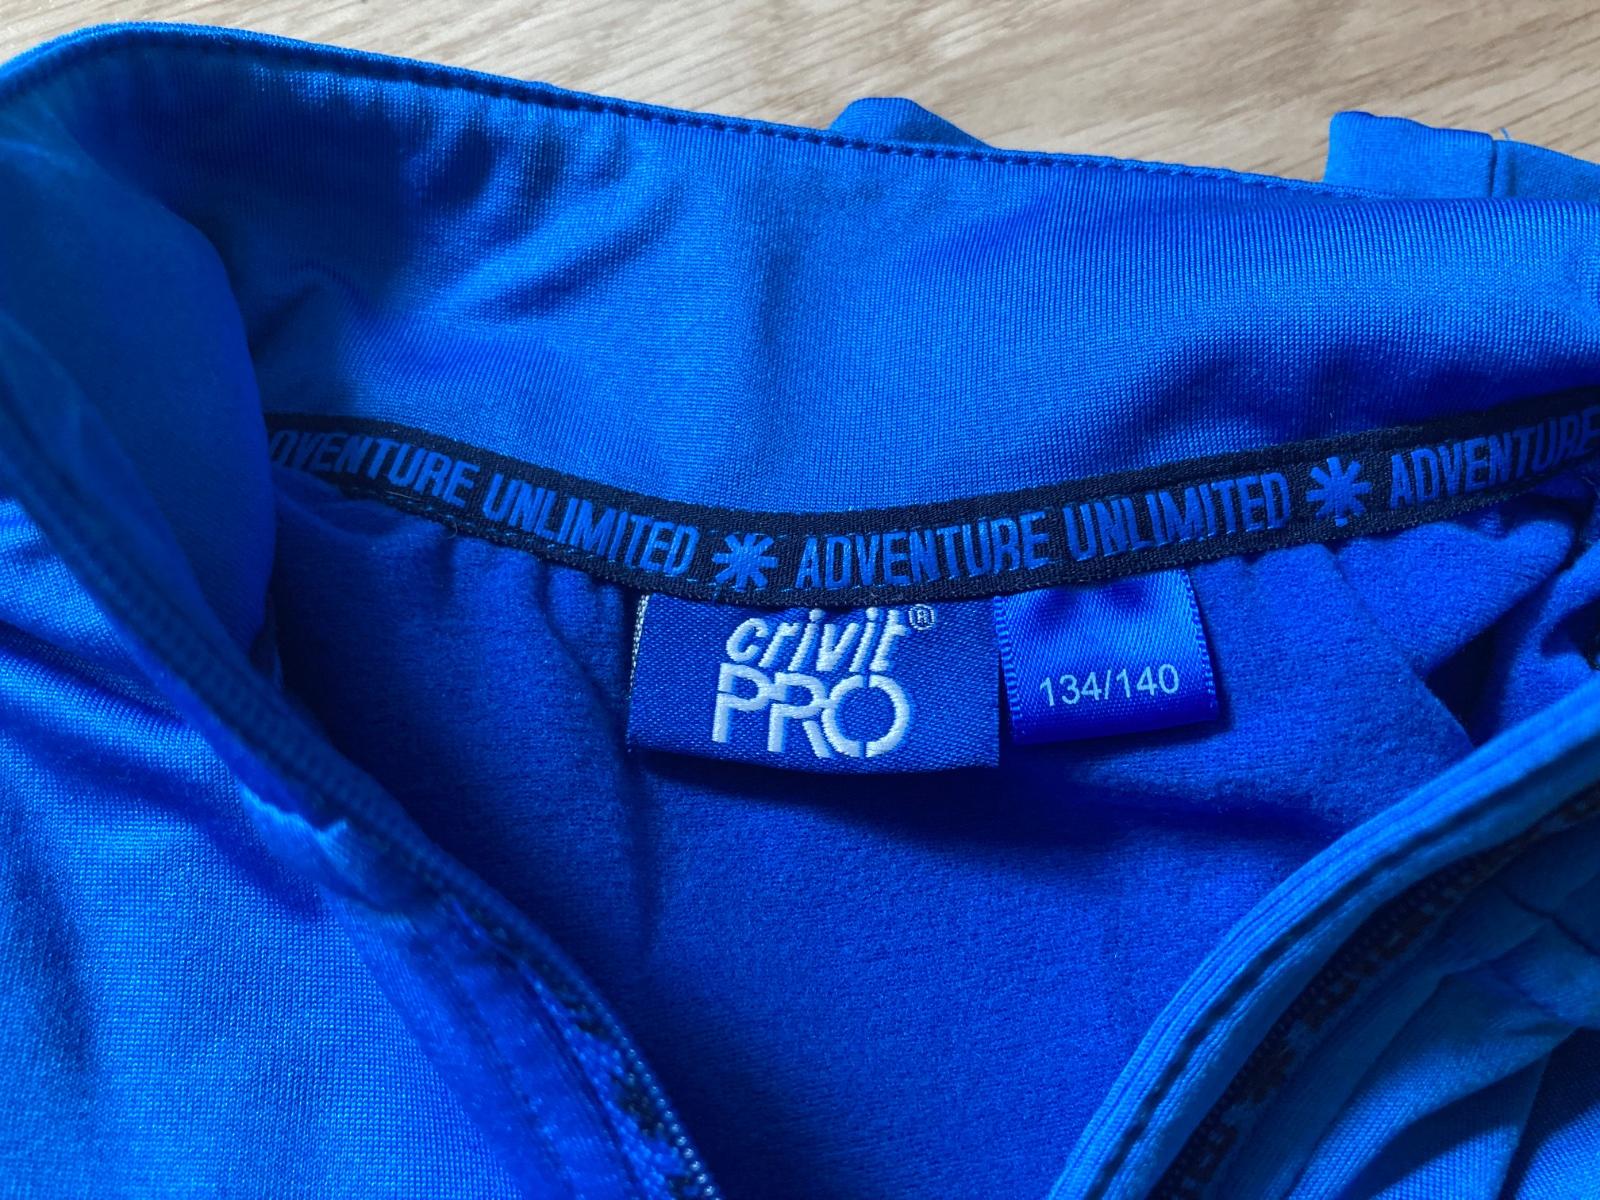 ADVENTURE UNLIMITED * ADVENTURE UNLIMITED * ADVENTURE
crivit®
PRO
134/140